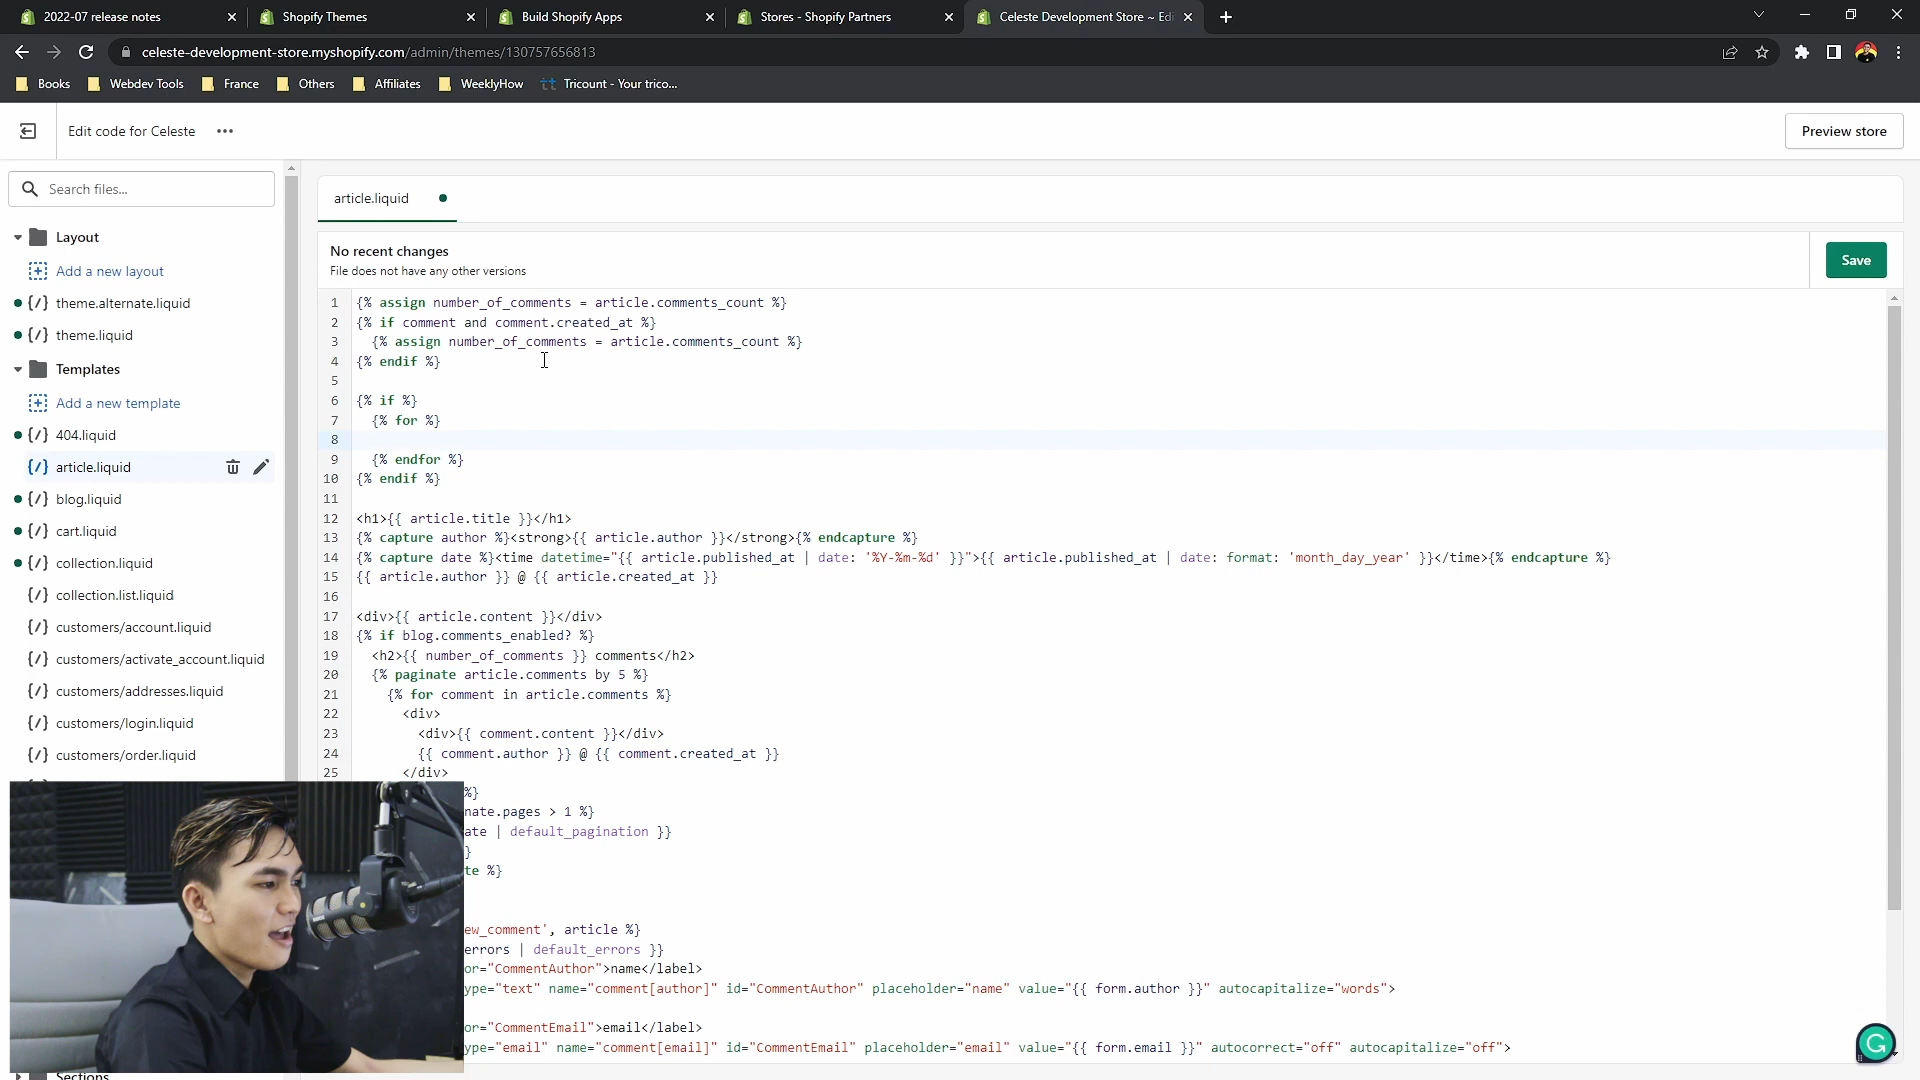 2022-07 release notes
Shopify Themes
Build Shopify Apps
Stores - Shopify Partners
Celeste Development Store ~ Edi
celeste-development-store.myshopify.com/admin/themes/130757656813
Books
Webdev Tools
France
Others
Affiliates
WeeklyHow
Tricount - Your trico...
Edit code for Celeste
Preview store
Search files...
Layout
Add a new layout
{/} theme.alternate.liquid
{/} theme.liquid
Templates
Add a new template
{/} 404.liquid
{/} article.liquid
{/} blog.liquid
{/} cart.liquid
{/} collection.liquid
{/} collection.list.liquid
{/} customers/account.liquid
{/} customers/activate_account.liquid
{/} customers/addresses.liquid
{/} customers/login.liquid
{/} customers/order.liquid
Sections
article.liquid
No recent changes
File does not have any other versions
Save
1 {% assign number_of_comments = article.comments_count %}
2 {% if comment and comment.created_at %}
3 {% assign number_of_comments = article.comments_count %}
4 {% endif %}
5
6 {% if %}
7 {% for %}
8
9 {% endfor %}
10 {% endif %}
11
12 <h1>{{ article.title }}</h1>
13 {% capture author %}<strong>{{ article.author }}</strong>{% endcapture %}
14 {% capture date %}<time datetime="{{ article.published_at | date: '%Y-%m-%d' }}">{{ article.published_at | date: format: 'month_day_year' }}</time>{% endcapture %}
15 {{ article.author }} @ {{ article.created_at }}
16
17 <div>{{ article.content }}</div>
18 {% if blog.comments_enabled? %}
19 <h2>{{ number_of_comments }} comments</h2>
20 {% paginate article.comments by 5 %}
21 {% for comment in article.comments %}
22 <div>
23 <div>{{ comment.content }}</div>
24 {{ comment.author }} @ {{ comment.created_at }}
25 </div>
%}
nate.pages > 1 %}
ate | default_pagination }}
}
te %}
ew_comment', article %}
errors | default_errors }}
or="CommentAuthor">name</label>
ype="text" name="comment[author]" id="CommentAuthor" placeholder="name" value="{{ form.author }}" autocapitalize="words">
or="CommentEmail">email</label>
ype="email" name="comment[email]" id="CommentEmail" placeholder="email" value="{{ form.email }}" autocorrect="off" autocapitalize="off">